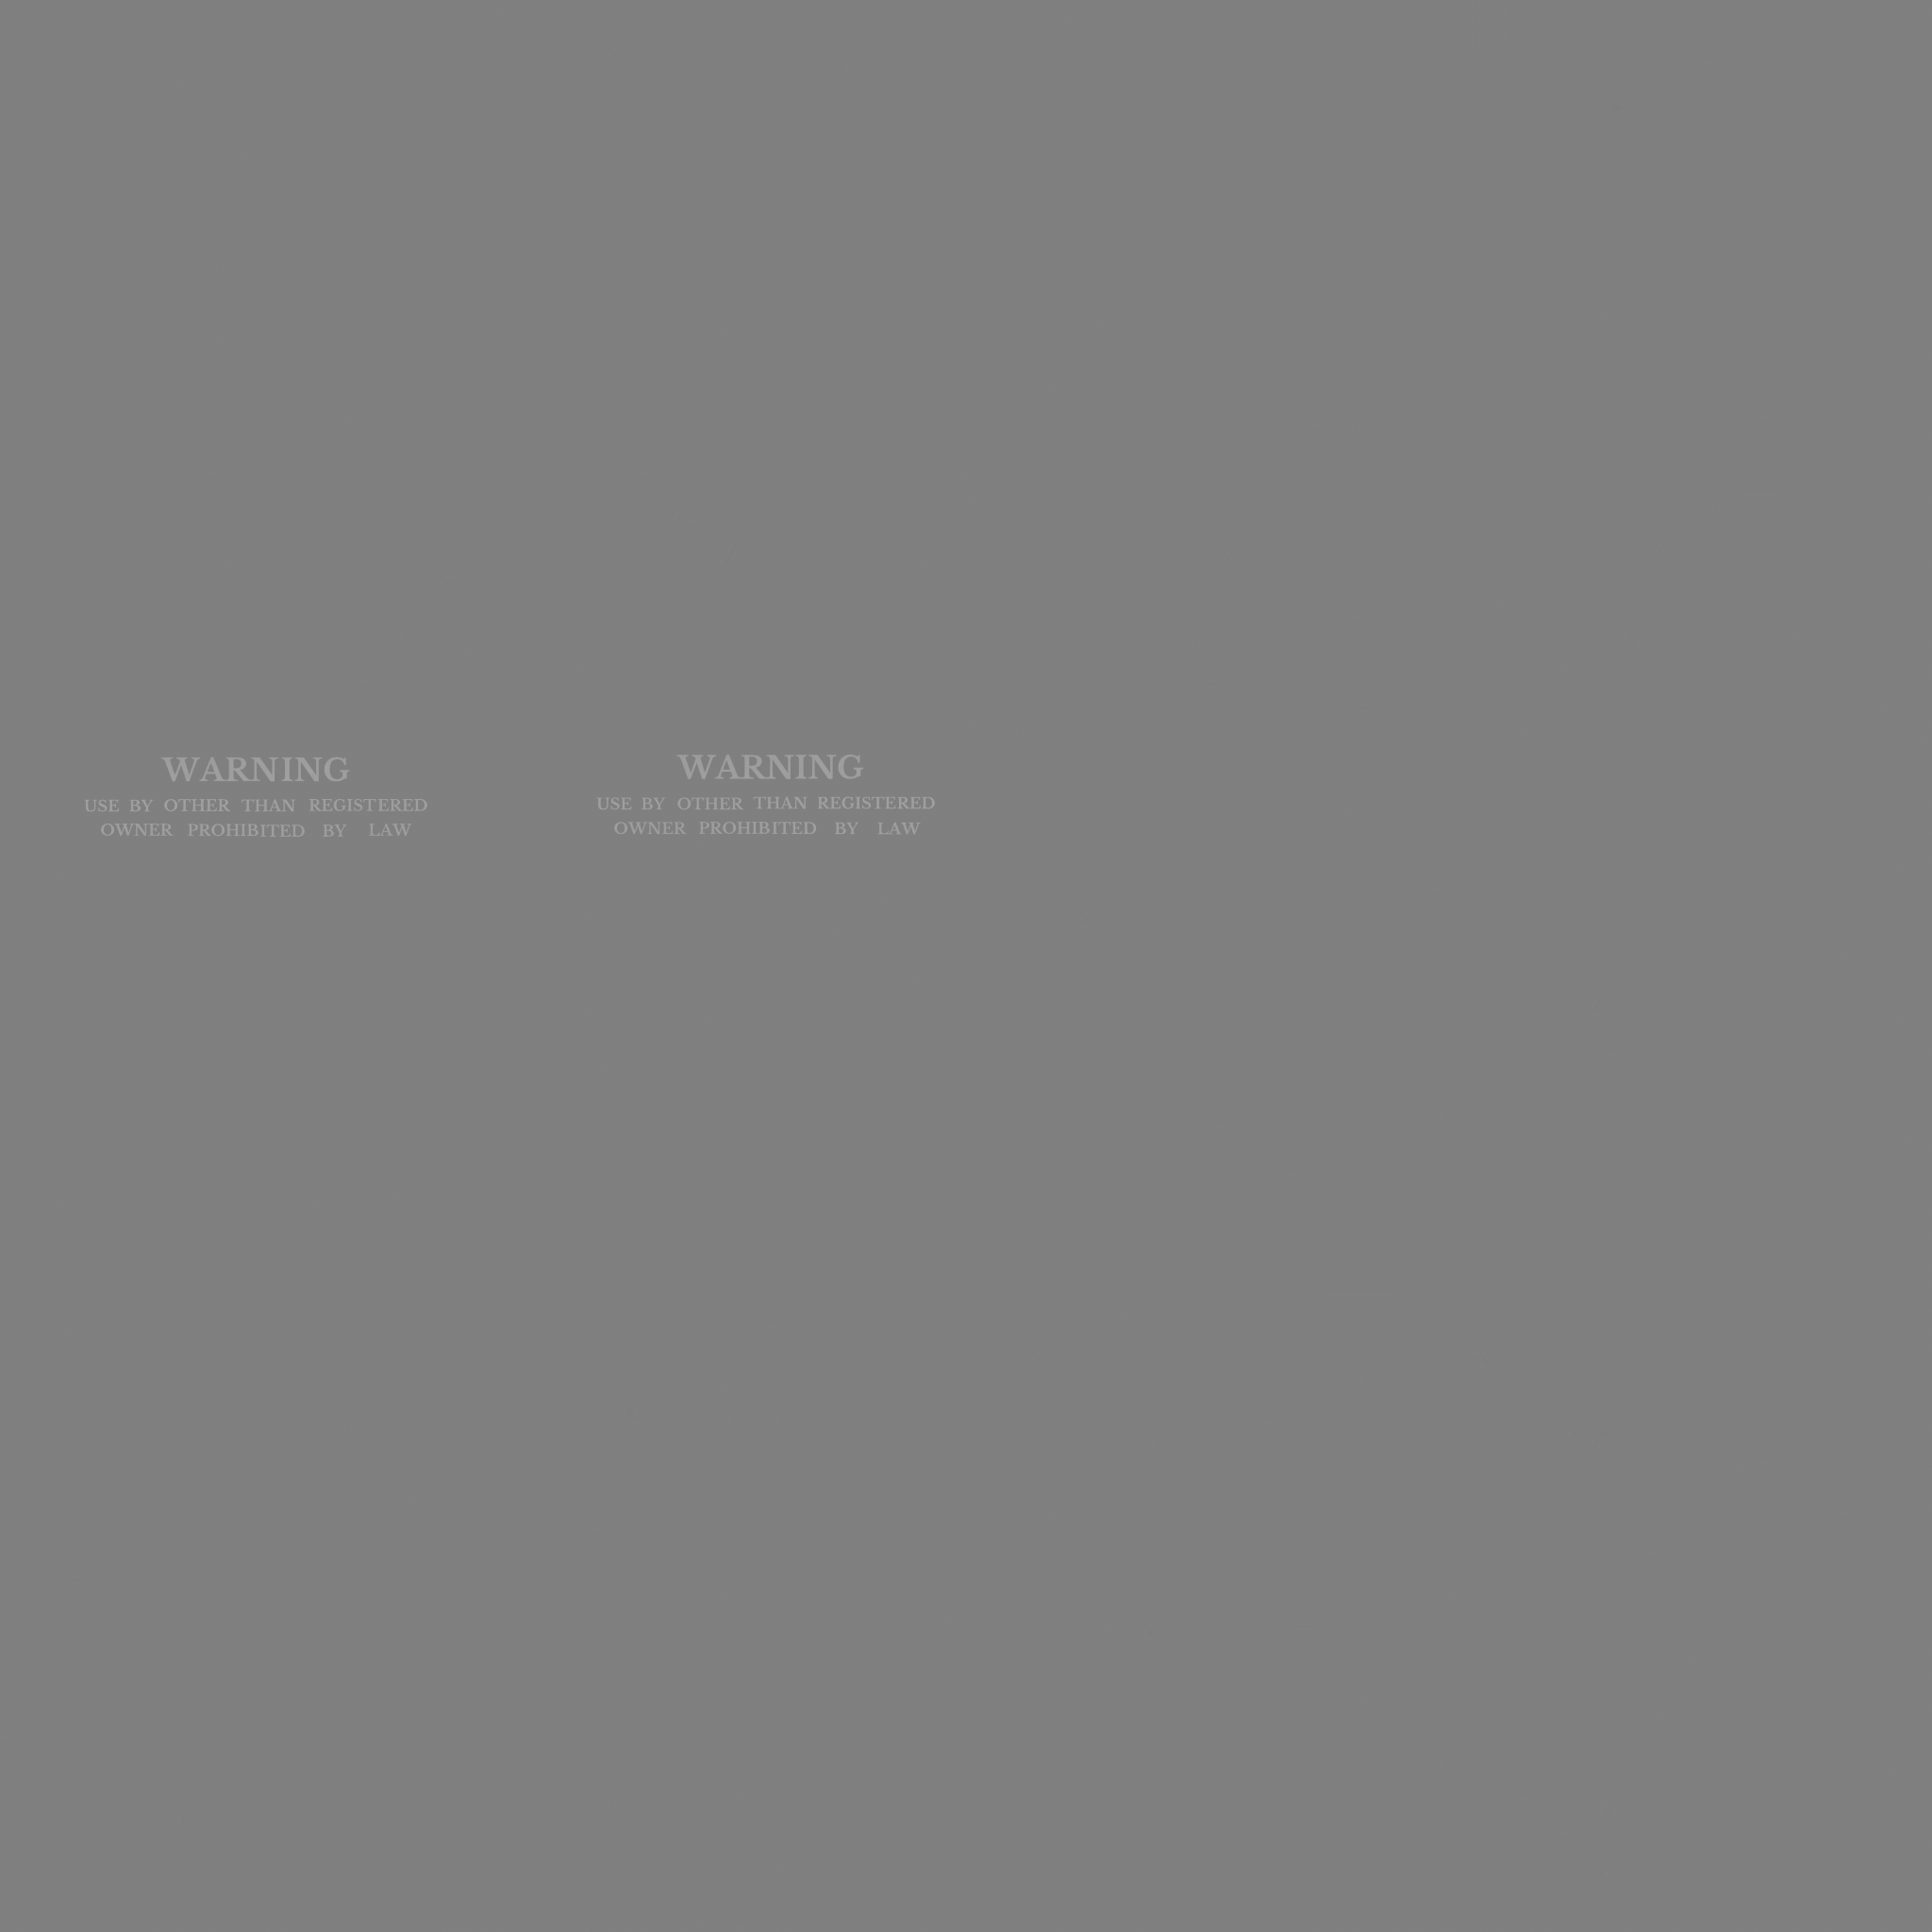 WARNING
USE BY OTHER THAN REGISTERED
OWNER PROHIBITED BY LAW
WARNING
USE BY OTHER THAN REGISTERED
OWNER PROHIBITED BY LAW